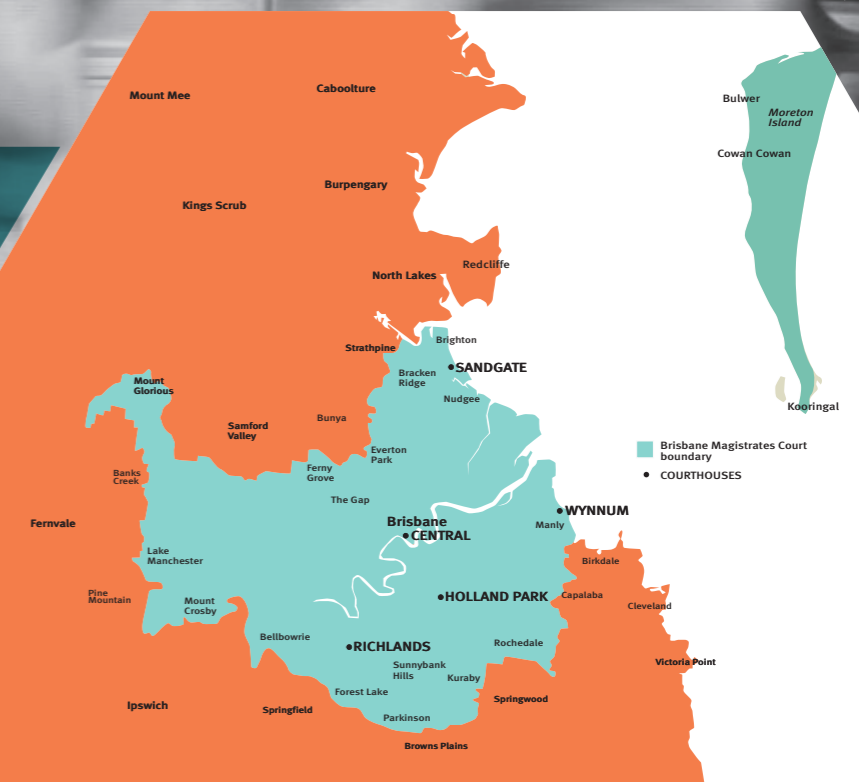 Mount Mee
Caboolture
Bulwer
Moreton
Island
Cowan Cowan
Burpengary
Kings Scrub
Redcliffe
North Lakes
Brighton
Strathpine
SANDGATE
Bracken
Ridge
Mount
Glorious
Nudgee
Kooringal
Bunya
Samford
Valley
Everton
Park
Brisbane Magistrates Court
boundary
Ferny
Grove
COURTHOUSES
Banks
Creek
The Gap
WYNNUM
Fernvale
Brisbane
CENTRAL
Manly
Lake
Manchester
Birkdale
Pine
Mountain
Mount
Crosby
HOLLAND PARK
Capalaba
Cleveland
Bellbowrie
RICHLANDS
Rochedale
Victoria Point
Sunnybank
Hills
Kuraby
Forest Lake
Springwood
Ipswich
Springfield
Parkinson
Browns Plains